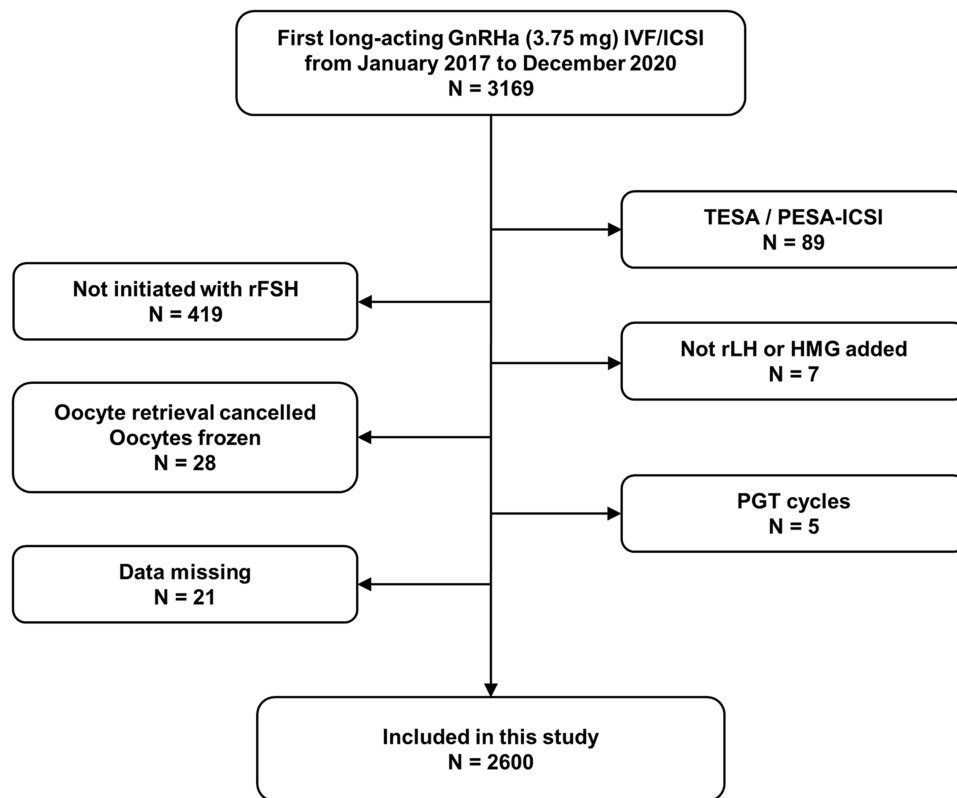 First long-acting GnRHa (3.75 mg) IVF/ICSI
from January 2017 to December 2020
N = 3169
TESA / PESA-ICSI
N = 89
Not initiated with rFSH
N = 419
Not rLH or HMG added
N = 7
Oocyte retrieval cancelled
Oocytes frozen
N = 28
PGT cycles
N = 5
Data missing
N = 21
Included in this study
N = 2600